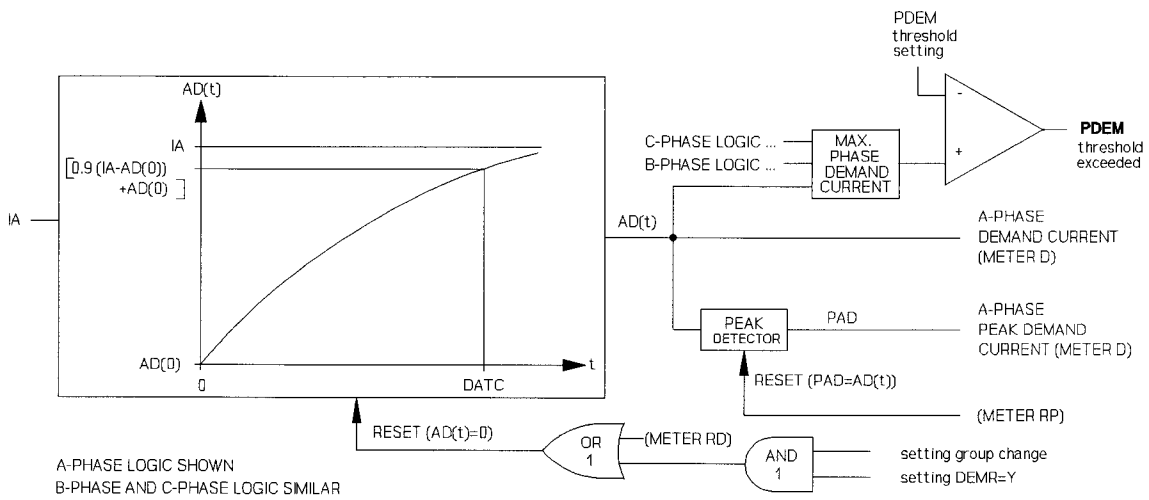 PDEM
threshold
setting
-
+
PDEM
threshold
exceeded
C-PHASE LOGIC ...
B-PHASE LOGIC ...
MAX.
PHASE
DEMAND
CURRENT
AD(t)
IA
[0.9 (IA-AD(0))
+AD(0) ]
IA
AD(0)
0
DATC
t
AD(t)
A-PHASE
DEMAND CURRENT
(METER D)
PEAK
DETECTOR
PAD
A-PHASE
PEAK DEMAND
CURRENT (METER D)
RESET (PAD=AD(t))
(METER RP)
RESET (AD(t)=0)
OR
1
(METER RD)
AND
1
setting group change
setting DEMR=Y
A-PHASE LOGIC SHOWN
B-PHASE AND C-PHASE LOGIC SIMILAR